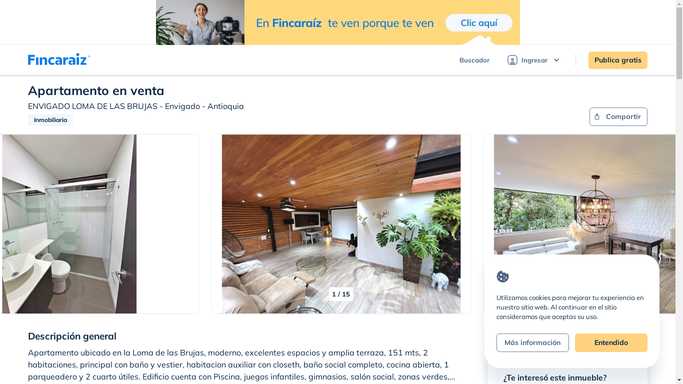 En Fincaraíz te ven porque te ven
Clic aquí
Fincaraiz
Buscador
Ingresar
Publica gratis
Apartamento en venta
ENVIGADO LOMA DE LAS BRUJAS - Envigado - Antioquia
Inmobiliaria
Compartir
1 / 15
Utilizamos cookies para mejorar tu experiencia en
nuestro sitio web. Al continuar en el sitio
consideramos que aceptas su uso.
Más información
Entendido
Descripción general
Apartamento ubicado en la Loma de las Brujas, moderno, excelentes espacios y amplia terraza, 151 mts, 2
habitaciones, principal con baño y vestier, habitacion auxiliar con closeth, baño social completo, cocina abierta, 1
parqueadero y 2 cuarto útiles. Edificio cuenta con Piscina, juegos infantiles, gimnasios, salón social, zonas verdes,...
¿Te interesó este inmueble?